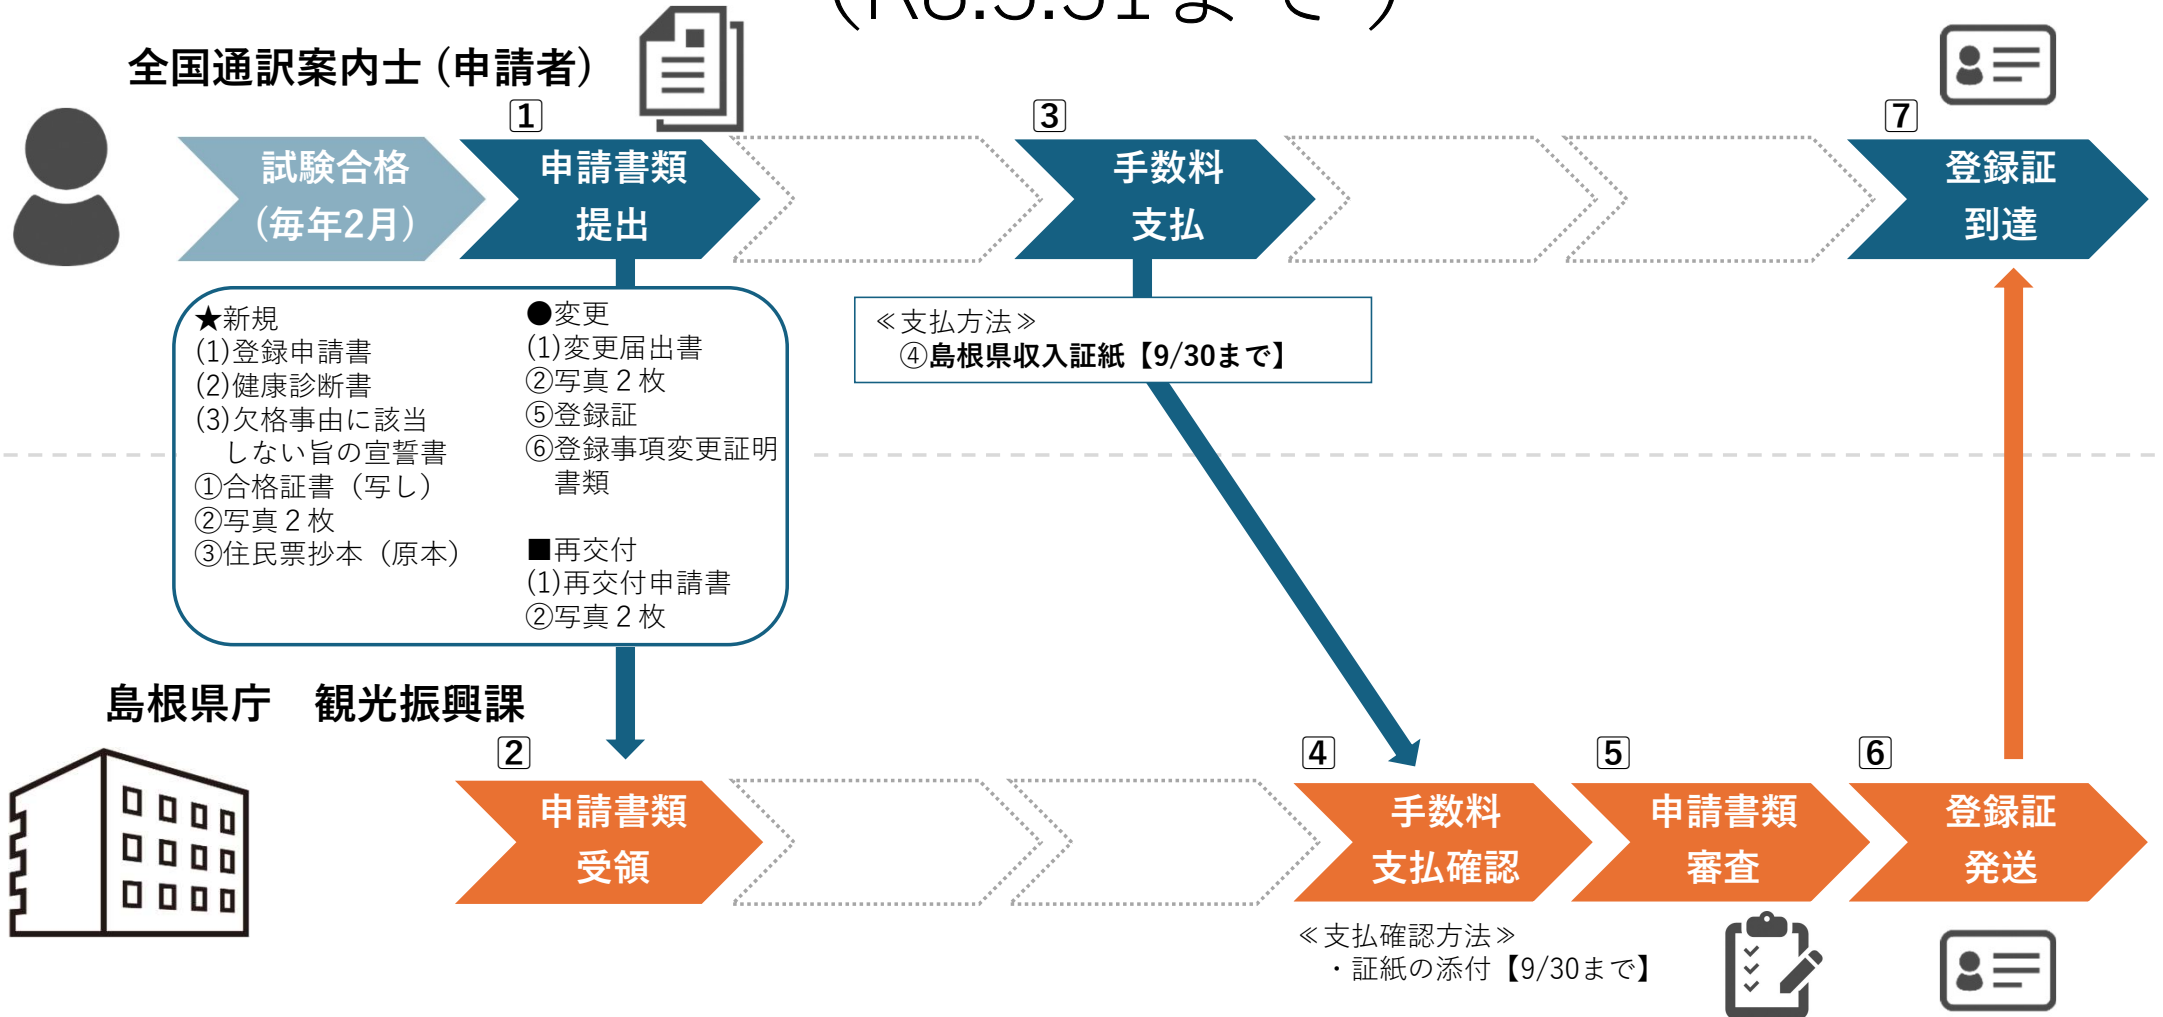 まで）
全国通訳案内士 (申請者)
1
3
7
試験合格
(毎年2月)
申請書類
提出
手数料
支払
登録証
到達
★新規
(1)登録申請書
(2)健康診断書
(3)欠格事由に該当
しない旨の宣誓書
①合格証書（写し）
②写真２枚
③住民票抄本（原本）
●変更
(1)変更届出書
②写真２枚
⑤登録証
⑥登録事項変更証明
書類
■再交付
(1)再交付申請書
②写真２枚
≪支払方法≫
④島根県収入証紙【9/30まで】
島根県庁　観光振興課
2
4
5
6
申請書類
受領
手数料
支払確認
申請書類
審査
登録証
発送
≪支払確認方法≫
・証紙の添付【9/30まで】